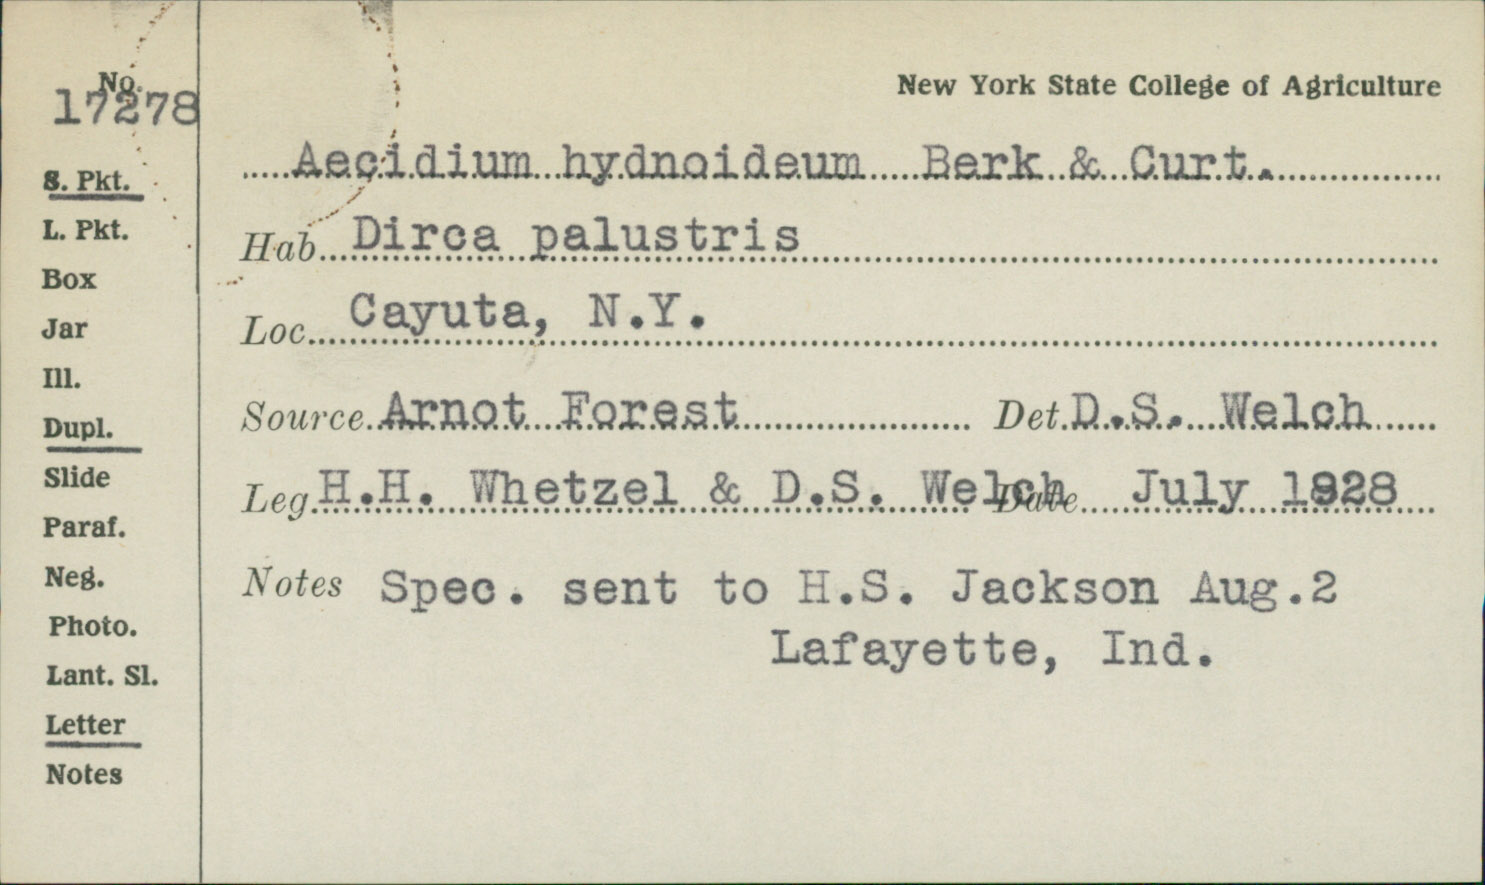 No.
17278
New York State College of Agriculture
Aecidium hydnoideum Berk & Curt.
Hab Dirca palustris
Loc Cayuta, N.Y.
Source Arnot Forest Det. D.S. Welch
Leg H.H. Whetzel & D.S. Welch Date July 1928
Notes Spec. sent to H.S. Jackson Aug.2
Lafayette, Ind.
S. Pkt.
L. Pkt.
Box
Jar
Ill.
Dupl.
Slide
Paraf.
Neg.
Photo.
Lant. Sl.
Letter
Notes